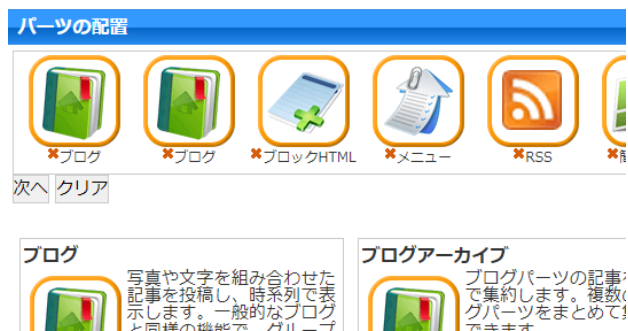 パーツの配置
✖ブログ ✖ブログ ✖ブロックHTML ✖メニュー ✖RSS
次へ クリア
ブログ
写真や文字を組み合わせた
記事を投稿し、時系列で表
示します。一般的なブログ
と同様の機能で、グループ
ブログアーカイブ
ブログパーツの記事
で集約します。複数
グパーツをまとめて
できます。